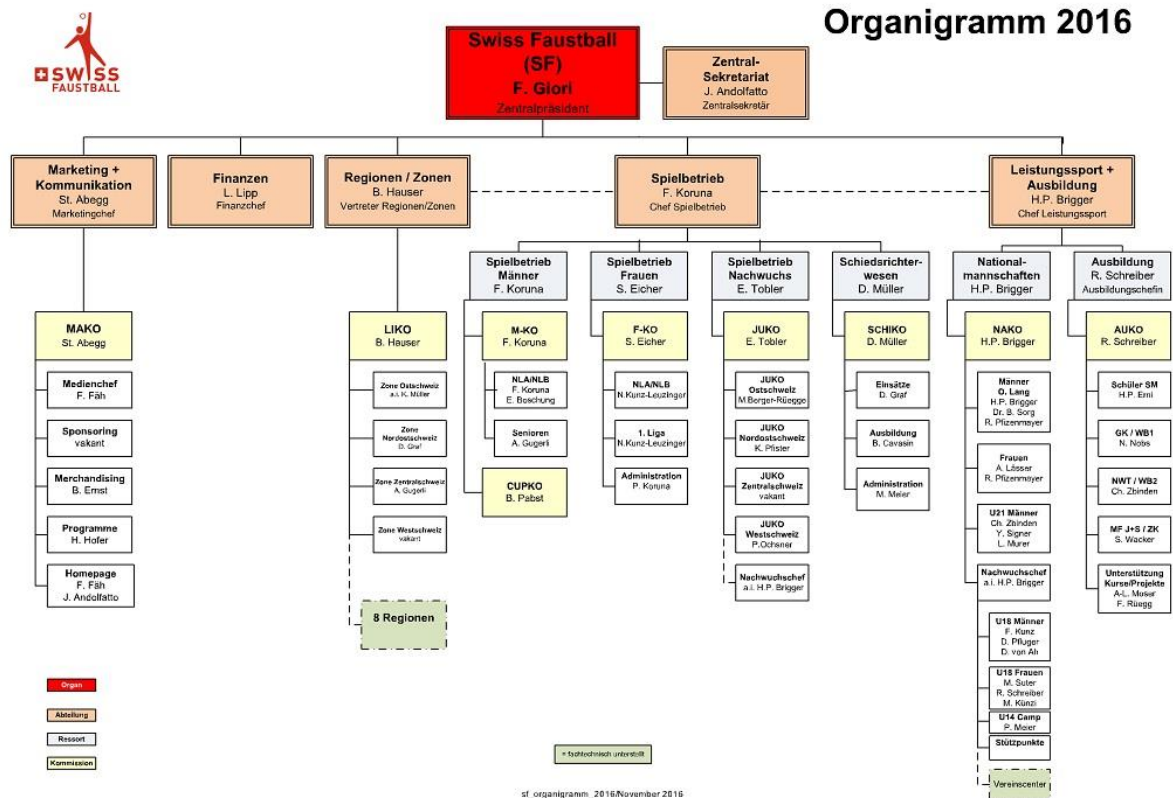 Organigramm 2016
SWISS
FAUSTBALL
Swiss Faustball
(SF)
F. Glori
Zentralpräsident
Zentral-
Sekretariat
J. Andolfatto
Zentralsekretär
Marketing +
Kommunikation
St. Abegg
Marketingchef
Finanzen
L. Lipp
Finanzchef
Regionen / Zonen
B. Hauser
Vertreter Regionen/Zonen
Spielbetrieb
F. Koruna
Chef Spielbetrieb
Leistungssport +
Ausbildung
H.P. Brigger
Chef Leistungssport
Spielbetrieb
Männer
F. Koruna
Spielbetrieb
Frauen
S. Eicher
Spielbetrieb
Nachwuchs
E. Tobler
Schiedsrichter-
wesen
D. Müller
National-
mannschaften
H.P. Brigger
Ausbildung
R. Schreiber
Ausbildungschefin
MAKO
St. Abegg
LIKO
B. Hauser
M-KO
F. Koruna
F-KO
S. Eicher
JUKO
E. Tobler
SCHIKO
D. Müller
NAKO
H.P. Brigger
AUKO
R. Schreiber
Medienchef
F. Fäh
Sponsoring
vakant
Merchandising
B. Ernst
Programme
H. Hofer
Homepage
F. Fäh
J. Andolfatto
Zone Ostschweiz
a.i. K. Müller
Zone
Nordostschweiz
D. Graf
Zone Zentralschweiz
A. Gugerli
Zone Westschweiz
vakant
8 Regionen
NLA/NLB
F. Koruna
E. Boschung
Senioren
A. Gugerli
CUPKO
B. Pabst
NLA/NLB
N.Kunz-Leuzinger
1. Liga
N.Kunz-Leuzinger
Administration
P. Koruna
JUKO
Ostschweiz
M.Berger-Rüegge
JUKO
Nordostschweiz
K. Pfister
JUKO
Zentralschweiz
vakant
JUKO
Westschweiz
P.Ochsner
Nachwuchschef
a.i. H.P. Brigger
Einsätze
D. Graf
Ausbildung
B. Cavasin
Administration
M. Meier
Männer
O. Lang
H.P. Brigger
Dr. B. Sorg
R. Pfizenmayer
Frauen
A. Lässer
R. Pfizenmayer
U21 Männer
Ch. Zbinden
Y. Signer
L. Murer
Nachwuchschef
a.i. H.P. Brigger
U18 Männer
F. Kunz
D. Pfluger
D. von Ah
U18 Frauen
M. Suter
R. Schreiber
M. Künzi
U14 Camp
P. Meier
Stützpunkte
Vereinscenter
Schüler SM
H.P. Erni
GK / WB1
N. Nobs
NWT / WB2
Ch. Zbinden
MF J+S / ZK
S. Wacker
Unterstützung
Kurse/Projekte
A-L. Moser
F. Rüegg
Organ
Abteilung
Ressort
Kommission
= fachtechnisch unterstellt
sf_organigramm_2016/November 2016